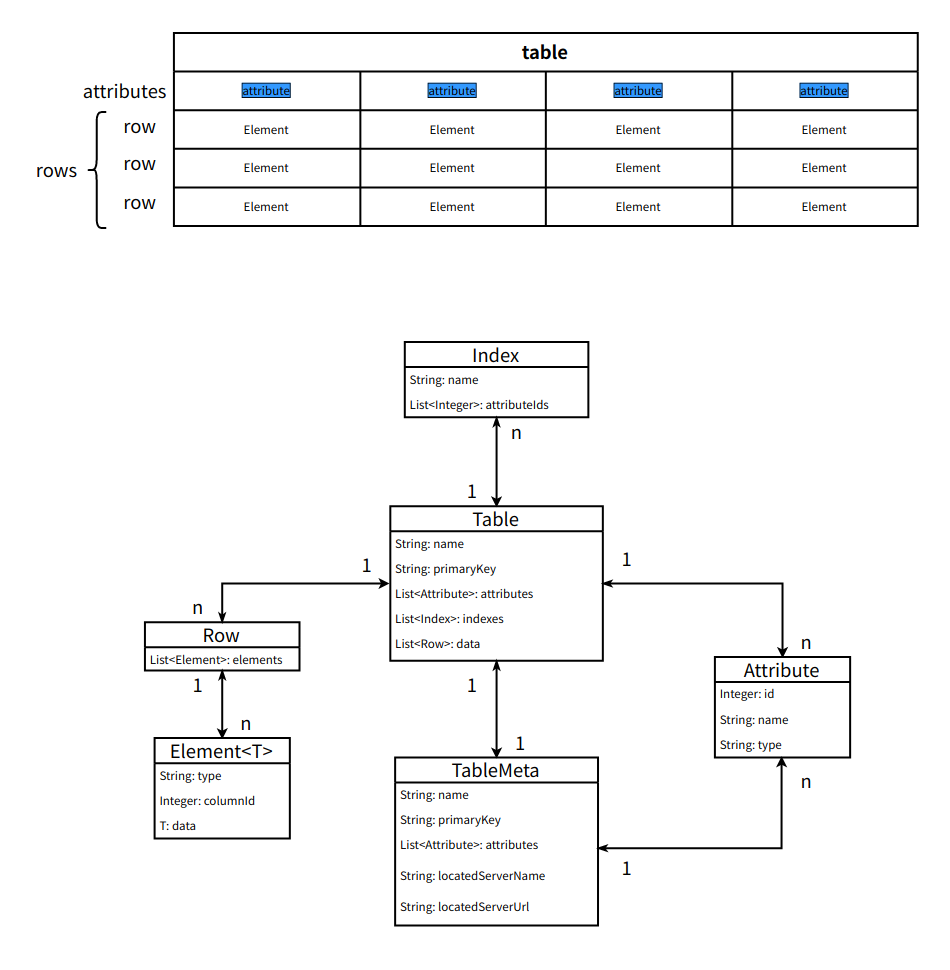 table
attributes attribute attribute attribute attribute
row Element Element Element Element
rows
row Element Element Element Element
row Element Element Element Element
Index
String: name
List<Integer>: attributeIds
n
1
Table
String: name
String: primaryKey
List<Attribute>: attributes
List<Index>: indexes
List<Row>: data
1
n
Row
List<Element>: elements
1
n
Element<T>
String: type
Integer: columnId
T: data
1
n
Attribute
Integer: id
String: name
String: type
n
1
1
1
TableMeta
String: name
String: primaryKey
List<Attribute>: attributes
String: locatedServerName
String: locatedServerUrl